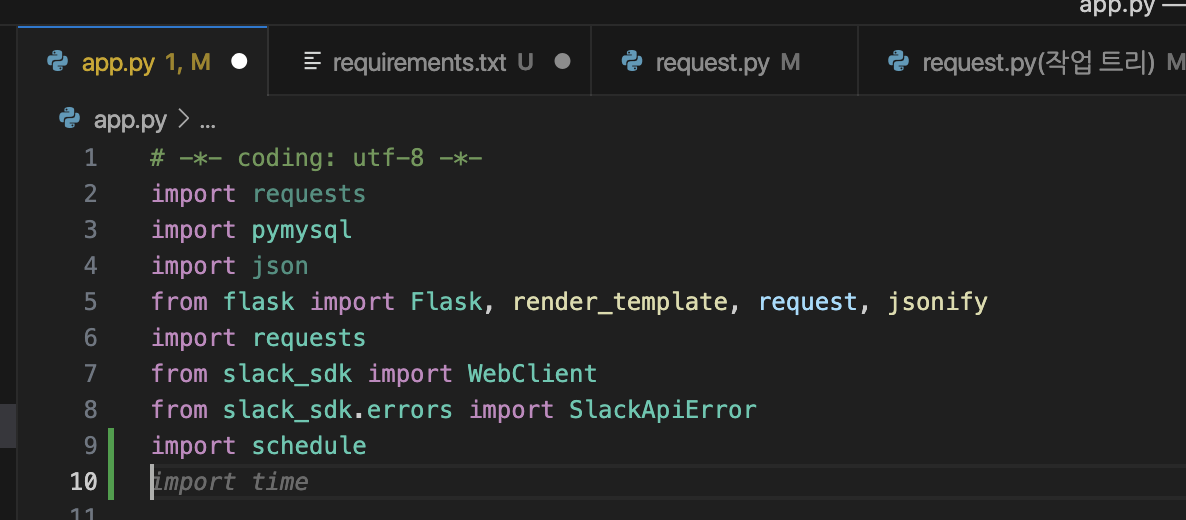 app.py —
app.py 1, M
requirements.txt U
request.py M
request.py(작업 트리) M
app.py > ...
1 # -*- coding: utf-8 -*-
2 import requests
3 import pymysql
4 import json
5 from flask import Flask, render_template, request, jsonify
6 import requests
7 from slack_sdk import WebClient
8 from slack_sdk.errors import SlackApiError
9 import schedule
10 import time
11